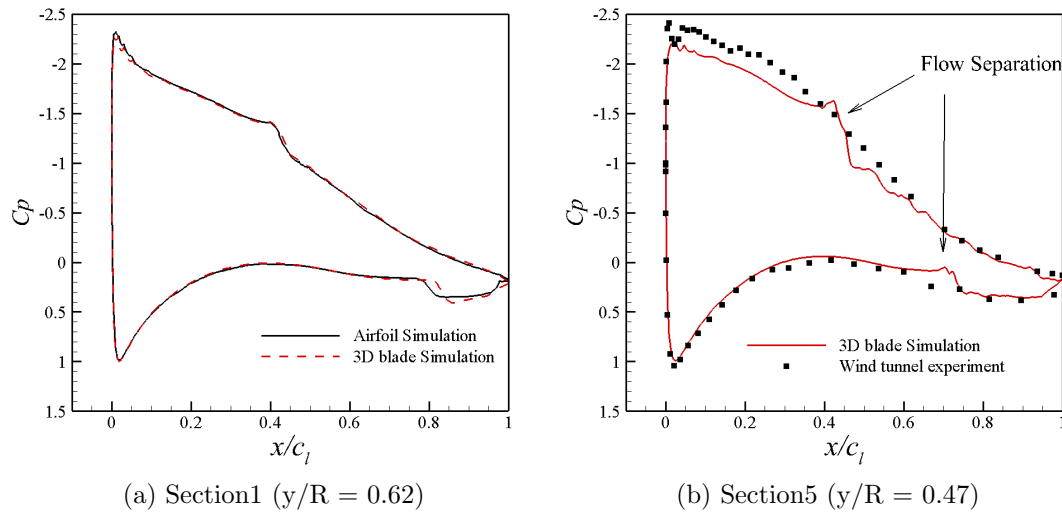 -2.5
-2
-1.5
-1
-0.5
0
0.5
1
1.5
Cp
0 0.2 0.4 0.6 0.8 1
x/c_l
Airfoil Simulation
3D blade Simulation
(a) Section1 (y/R = 0.62)
-2.5
-2
-1.5
-1
-0.5
0
0.5
1
1.5
Cp
0 0.2 0.4 0.6 0.8 1
x/c_l
Flow Separation
3D blade Simulation
Wind tunnel experiment
(b) Section5 (y/R = 0.47)